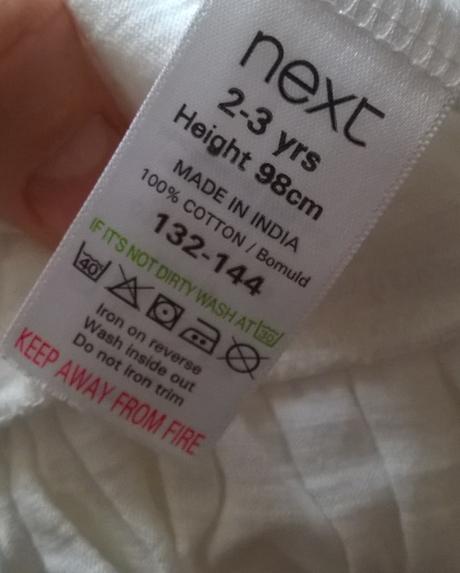 next
2-3 yrs
Height 98cm
MADE IN INDIA
100% COTTON / Bomuld
132-144
IF IT'S NOT DIRTY WASH AT 30
40
Iron on reverse
Wash inside out
Do not iron trim
KEEP AWAY FROM FIRE